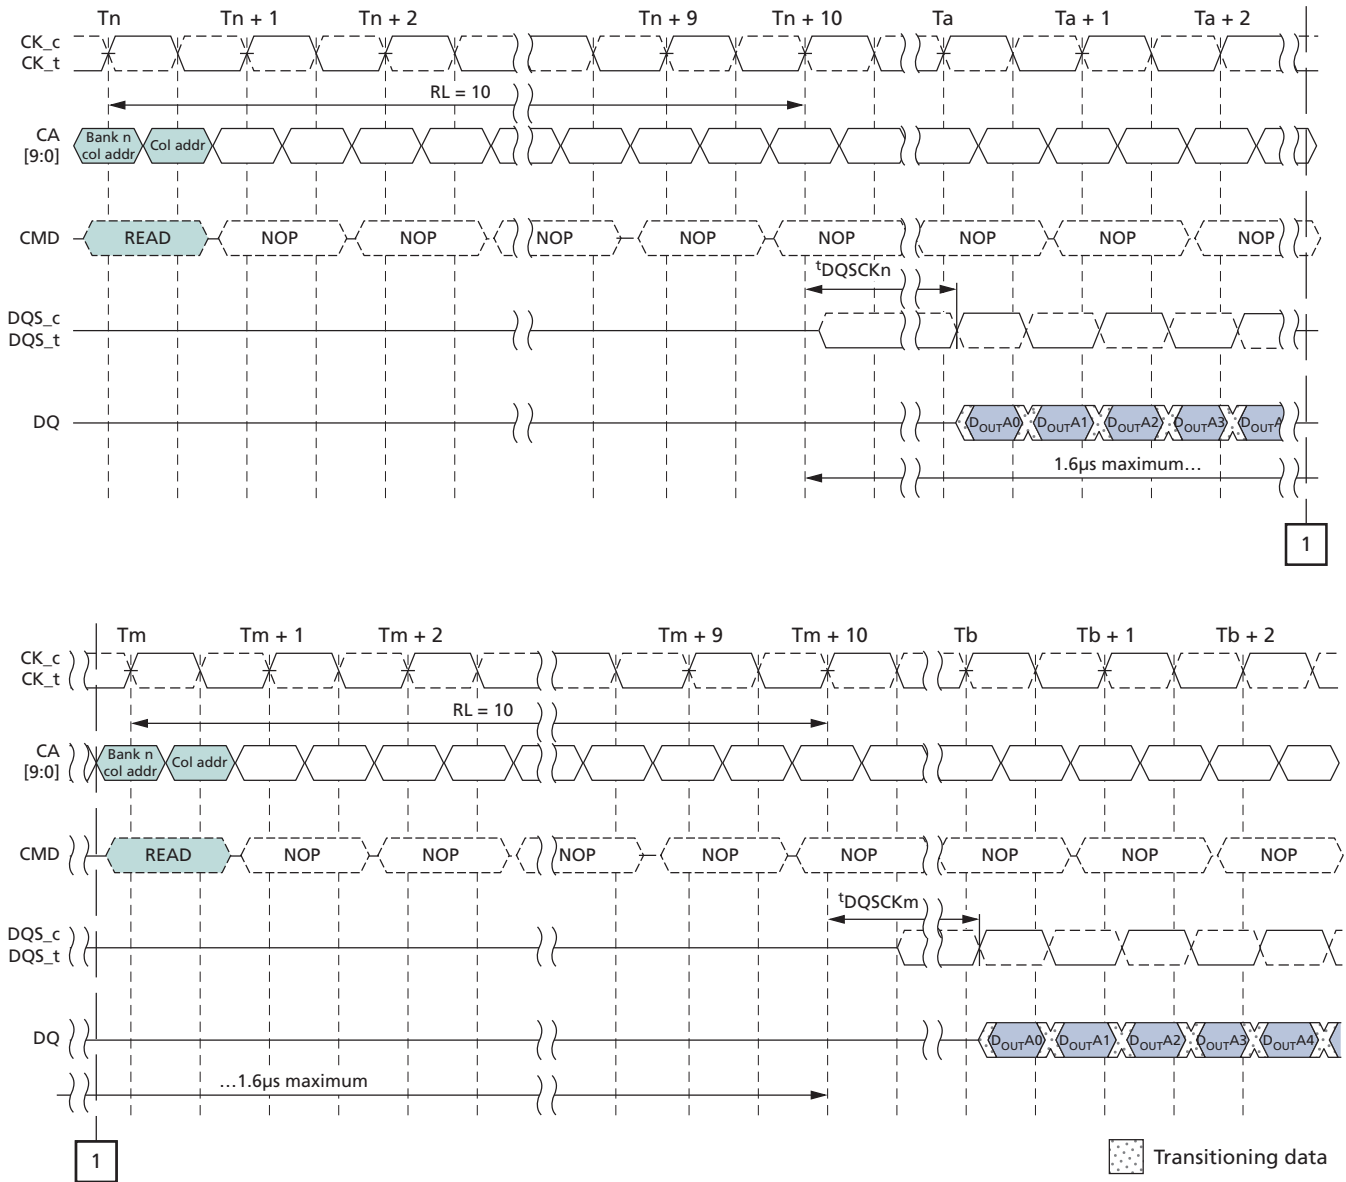 Tn Tn + 1 Tn + 2 Tn + 9 Tn + 10 Ta Ta + 1 Ta + 2
CK_c
CK_t
RL = 10
CA
[9:0]
Bank n
col addr
Col addr
CMD READ NOP NOP NOP NOP NOP NOP NOP NOP
tDQSCKn
DQS_c
DQS_t
DQ DOUTA0 DOUTA1 DOUTA2 DOUTA3 DOUTA
1.6µs maximum…
1
Tm Tm + 1 Tm + 2 Tm + 9 Tm + 10 Tb Tb + 1 Tb + 2
CK_c
CK_t
RL = 10
CA
[9:0]
Bank n
col addr
Col addr
CMD READ NOP NOP NOP NOP NOP NOP NOP NOP
tDQSCKm
DQS_c
DQS_t
DQ DOUTA0 DOUTA1 DOUTA2 DOUTA3 DOUTA4
…1.6µs maximum
1
Transitioning data